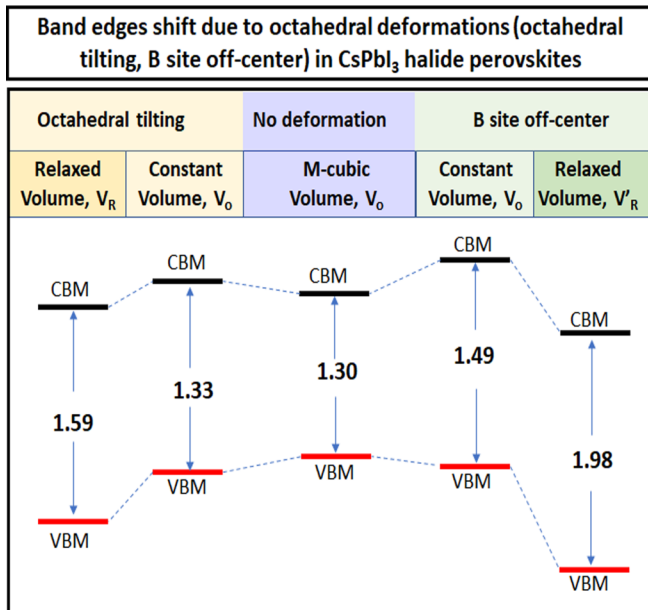 Band edges shift due to octahedral deformations (octahedral
tilting, B site off-center) in CsPbI₃ halide perovskites
Octahedral tilting No deformation B site off-center
Relaxed Constant M-cubic Constant Relaxed
Volume, V_R Volume, Vₒ Volume, Vₒ Volume, Vₒ Volume, V'_R
CBM CBM CBM CBM CBM
1.59 1.33 1.30 1.49 1.98
VBM VBM VBM VBM VBM